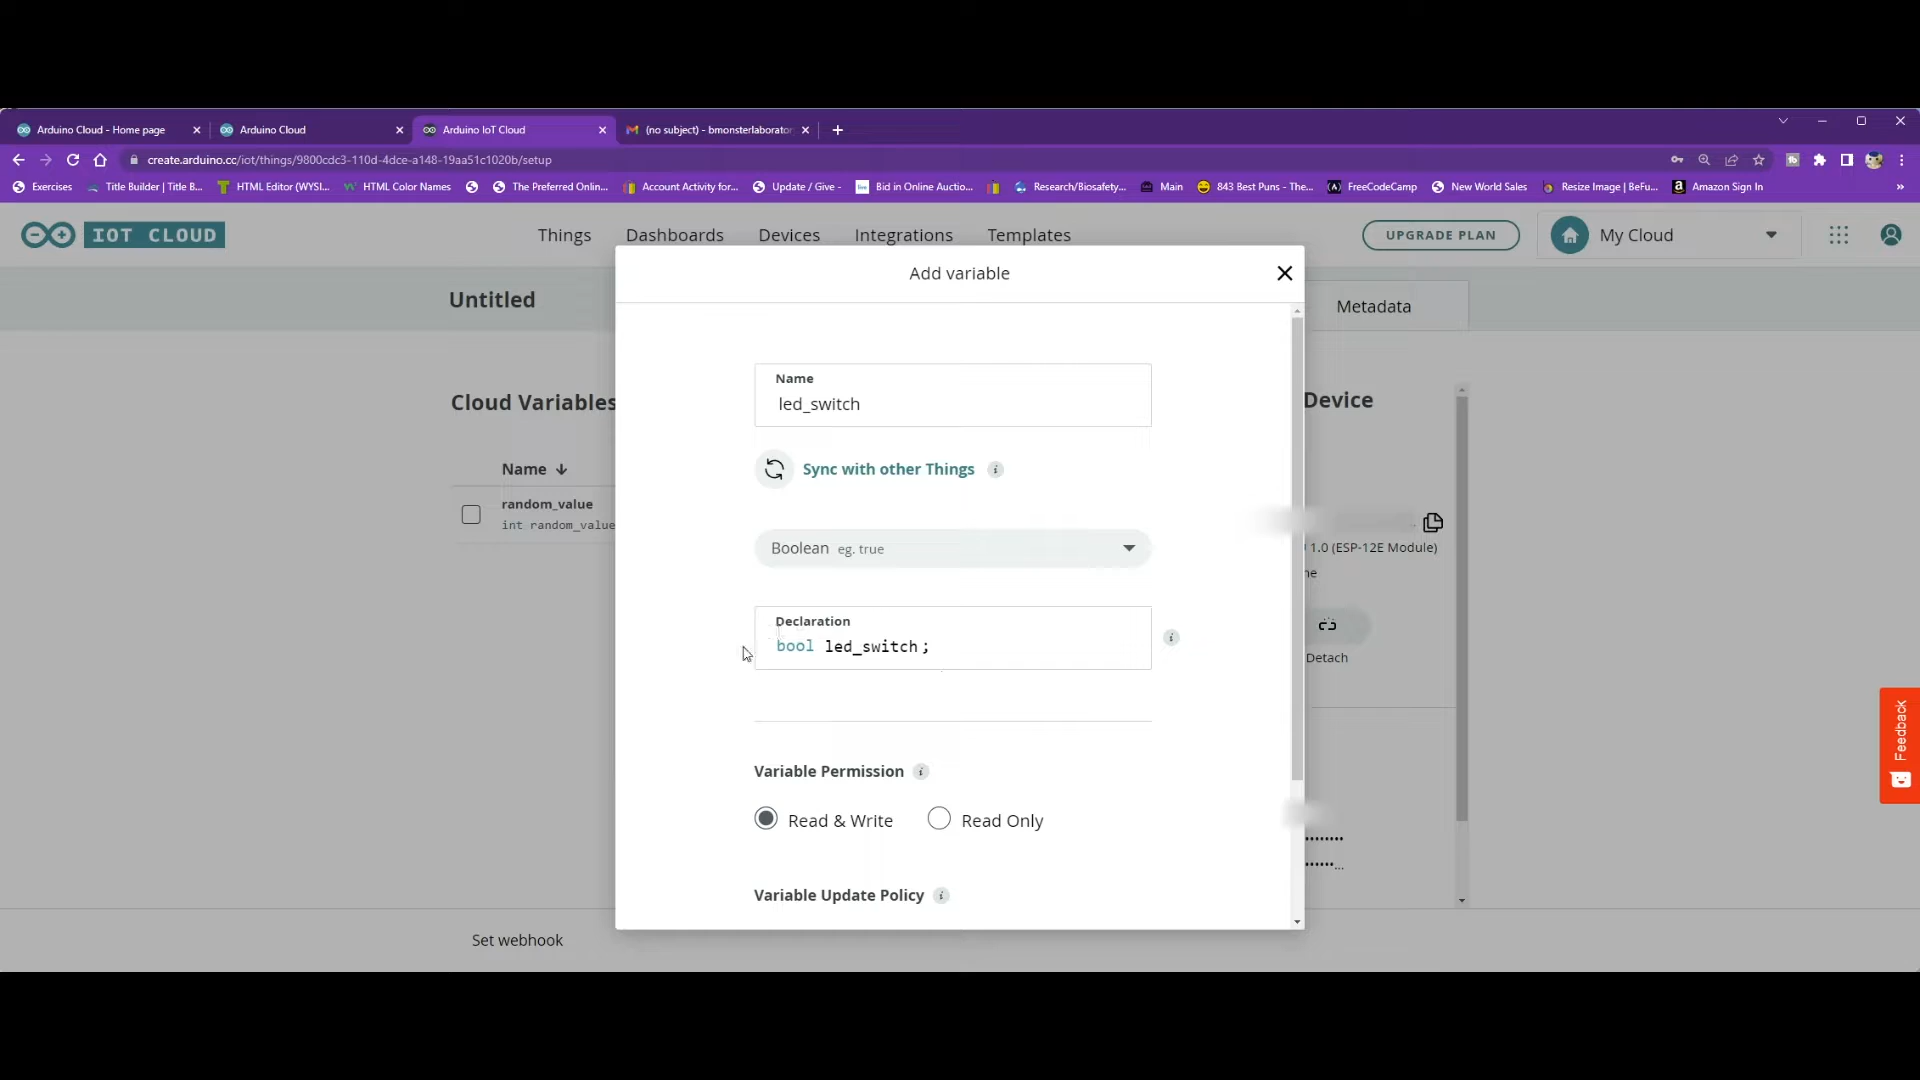 Arduino Cloud - Home page
Arduino Cloud
Arduino IoT Cloud
(no subject) - bmonsterlaborator
create.arduino.cc/iot/things/9800cdc3-110d-4dce-a148-19aa51c1020b/setup
Exercises
Title Builder | Title B...
HTML Editor (WYSI...
HTML Color Names
The Preferred Onlin...
Account Activity for...
Update / Give -
Bid in Online Auctio...
Research/Biosafety...
Main
843 Best Puns - The...
FreeCodeCamp
New World Sales
Resize Image | BeFu...
Amazon Sign In
»
IOT CLOUD
Things
Dashboards
Devices
Integrations
Templates
UPGRADE PLAN
My Cloud
Untitled
Metadata
Add variable
Name
led_switch
Sync with other Things
Boolean eg. true
Declaration
bool led_switch;
Variable Permission
Read & Write
Read Only
Variable Update Policy
Cloud Variables
Name
random_value
int random_value
Device
1.0 (ESP-12E Module)
ne
Detach
Feedback
Set webhook